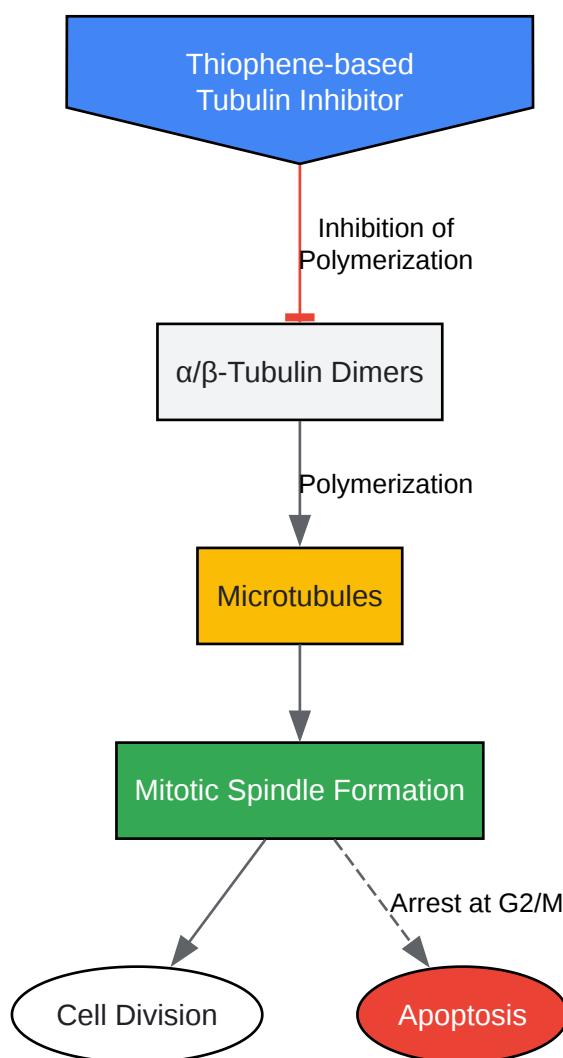 Thiophene-based
Tubulin Inhibitor
Inhibition of
Polymerization
α/β-Tubulin Dimers
Polymerization
Microtubules
Mitotic Spindle Formation
Arrest at G2/M
Cell Division
Apoptosis